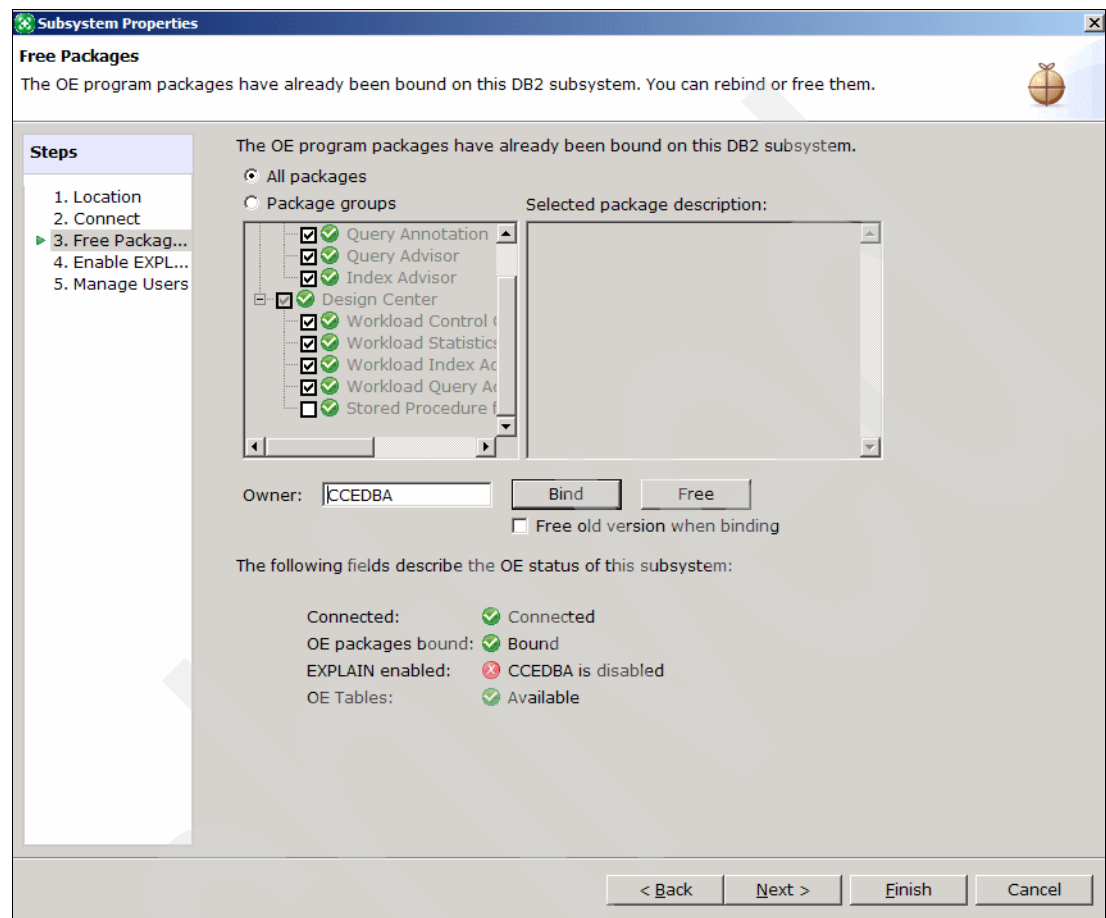 Subsystem Properties
Free Packages
The OE program packages have already been bound on this DB2 subsystem. You can rebind or free them.
Steps
1. Location
2. Connect
3. Free Packag...
4. Enable EXPL...
5. Manage Users
The OE program packages have already been bound on this DB2 subsystem.
All packages
Package groups
Selected package description:
Query Annotation
Query Advisor
Index Advisor
Design Center
Workload Control
Workload Statistics
Workload Index
Workload Query
Stored Procedure
Owner: CCEDBA Bind Free
Free old version when binding
The following fields describe the OE status of this subsystem:
Connected: Connected
OE packages bound: Bound
EXPLAIN enabled: CCEDBA is disabled
OE Tables: Available
< Back Next > Finish Cancel